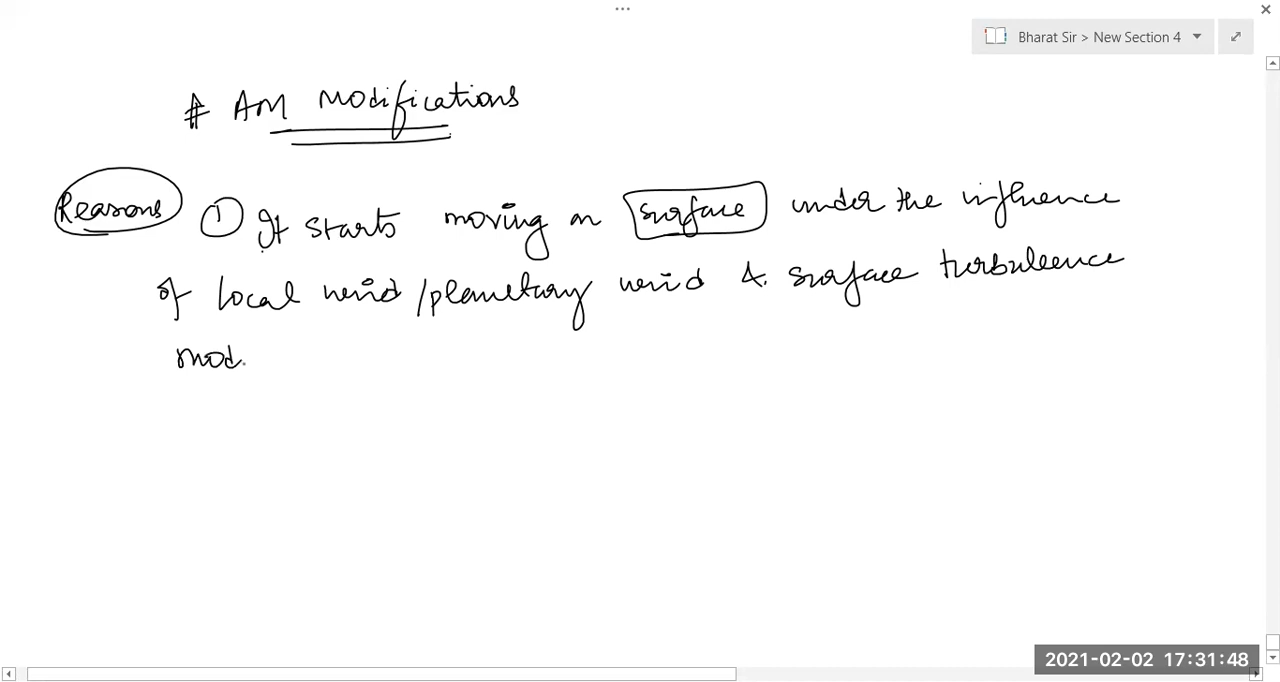 ...
Bharat Sir > New Section 4
# AM Modifications
Reasons ① It starts moving on surface under the influence
of local wind/planetary wind & surface turbuleence
mod.
2021-02-02 17:31:48